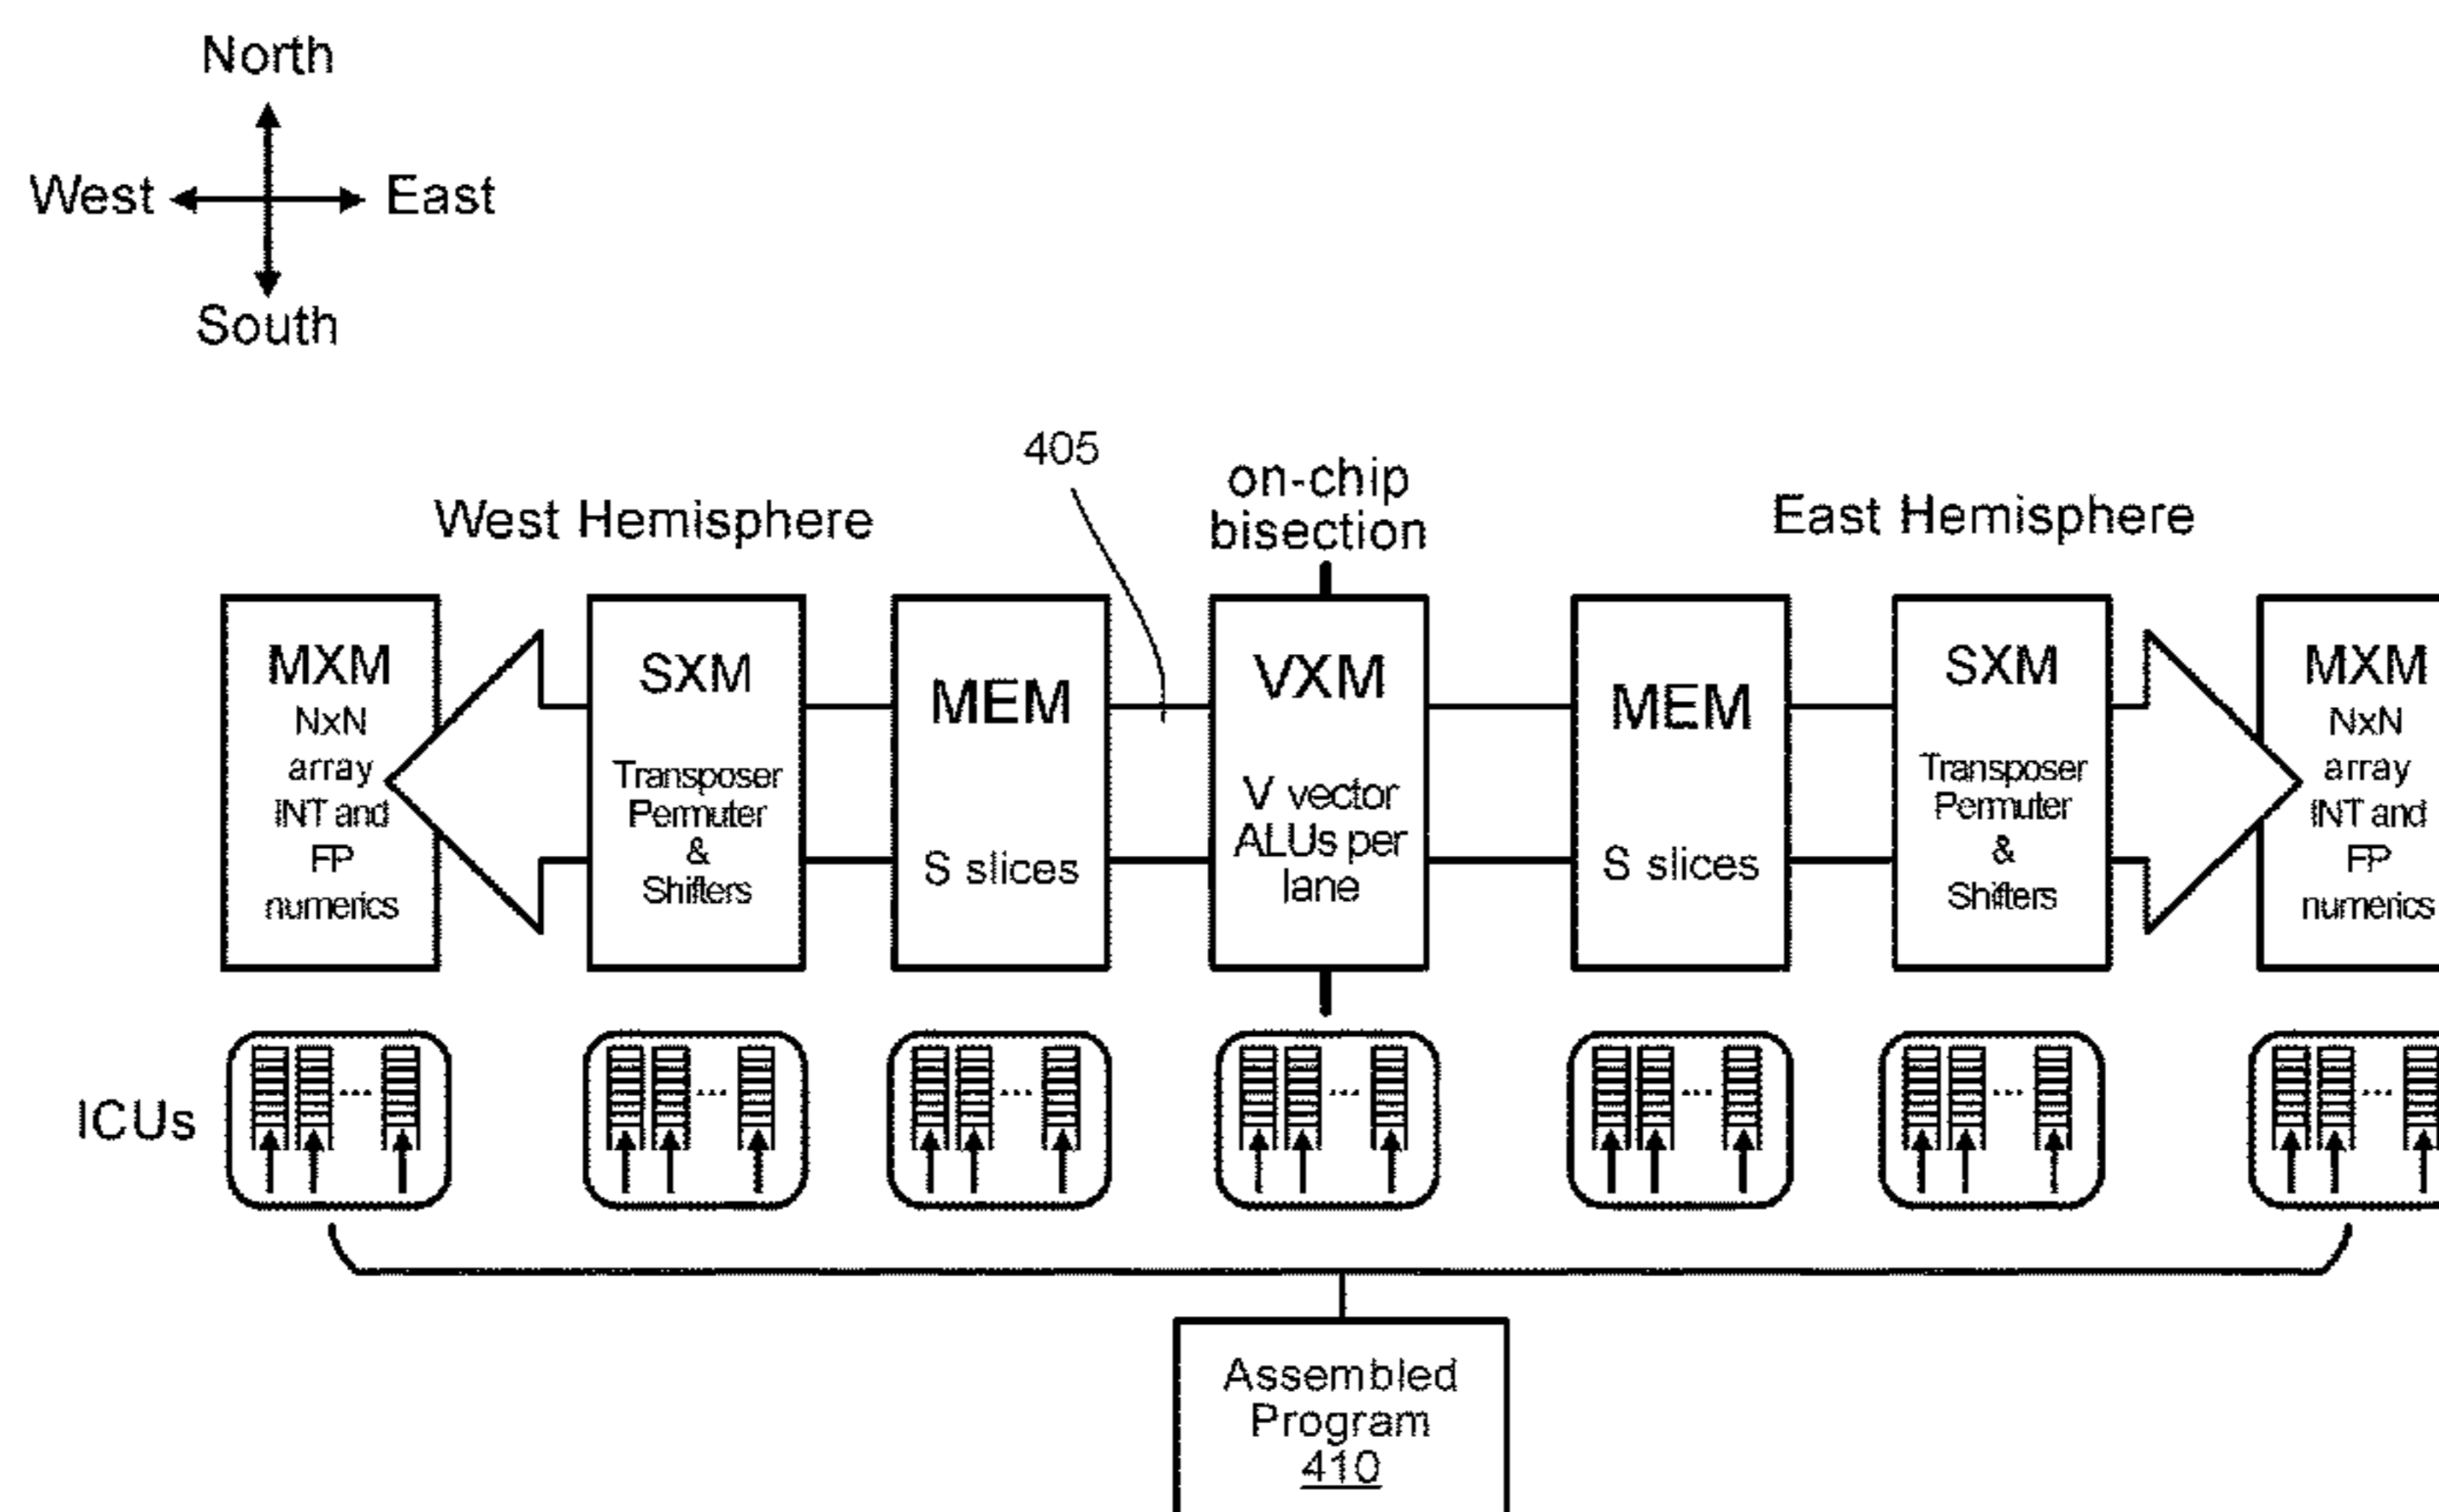 North
West
East
South
405
on-chip
bisection
West Hemisphere
East Hemisphere
MXM
NxN
array
INT and
FP
numerics
SXM
Transposer
Permuter
&
Shifters
MEM
S slices
VXM
V vector
ALUs per
lane
MEM
S slices
SXM
Transposer
Permuter
&
Shifters
MXM
NxN
array
INT and
FP
numerics
ICUs
...
...
...
...
...
...
...
Assembled
Program
410